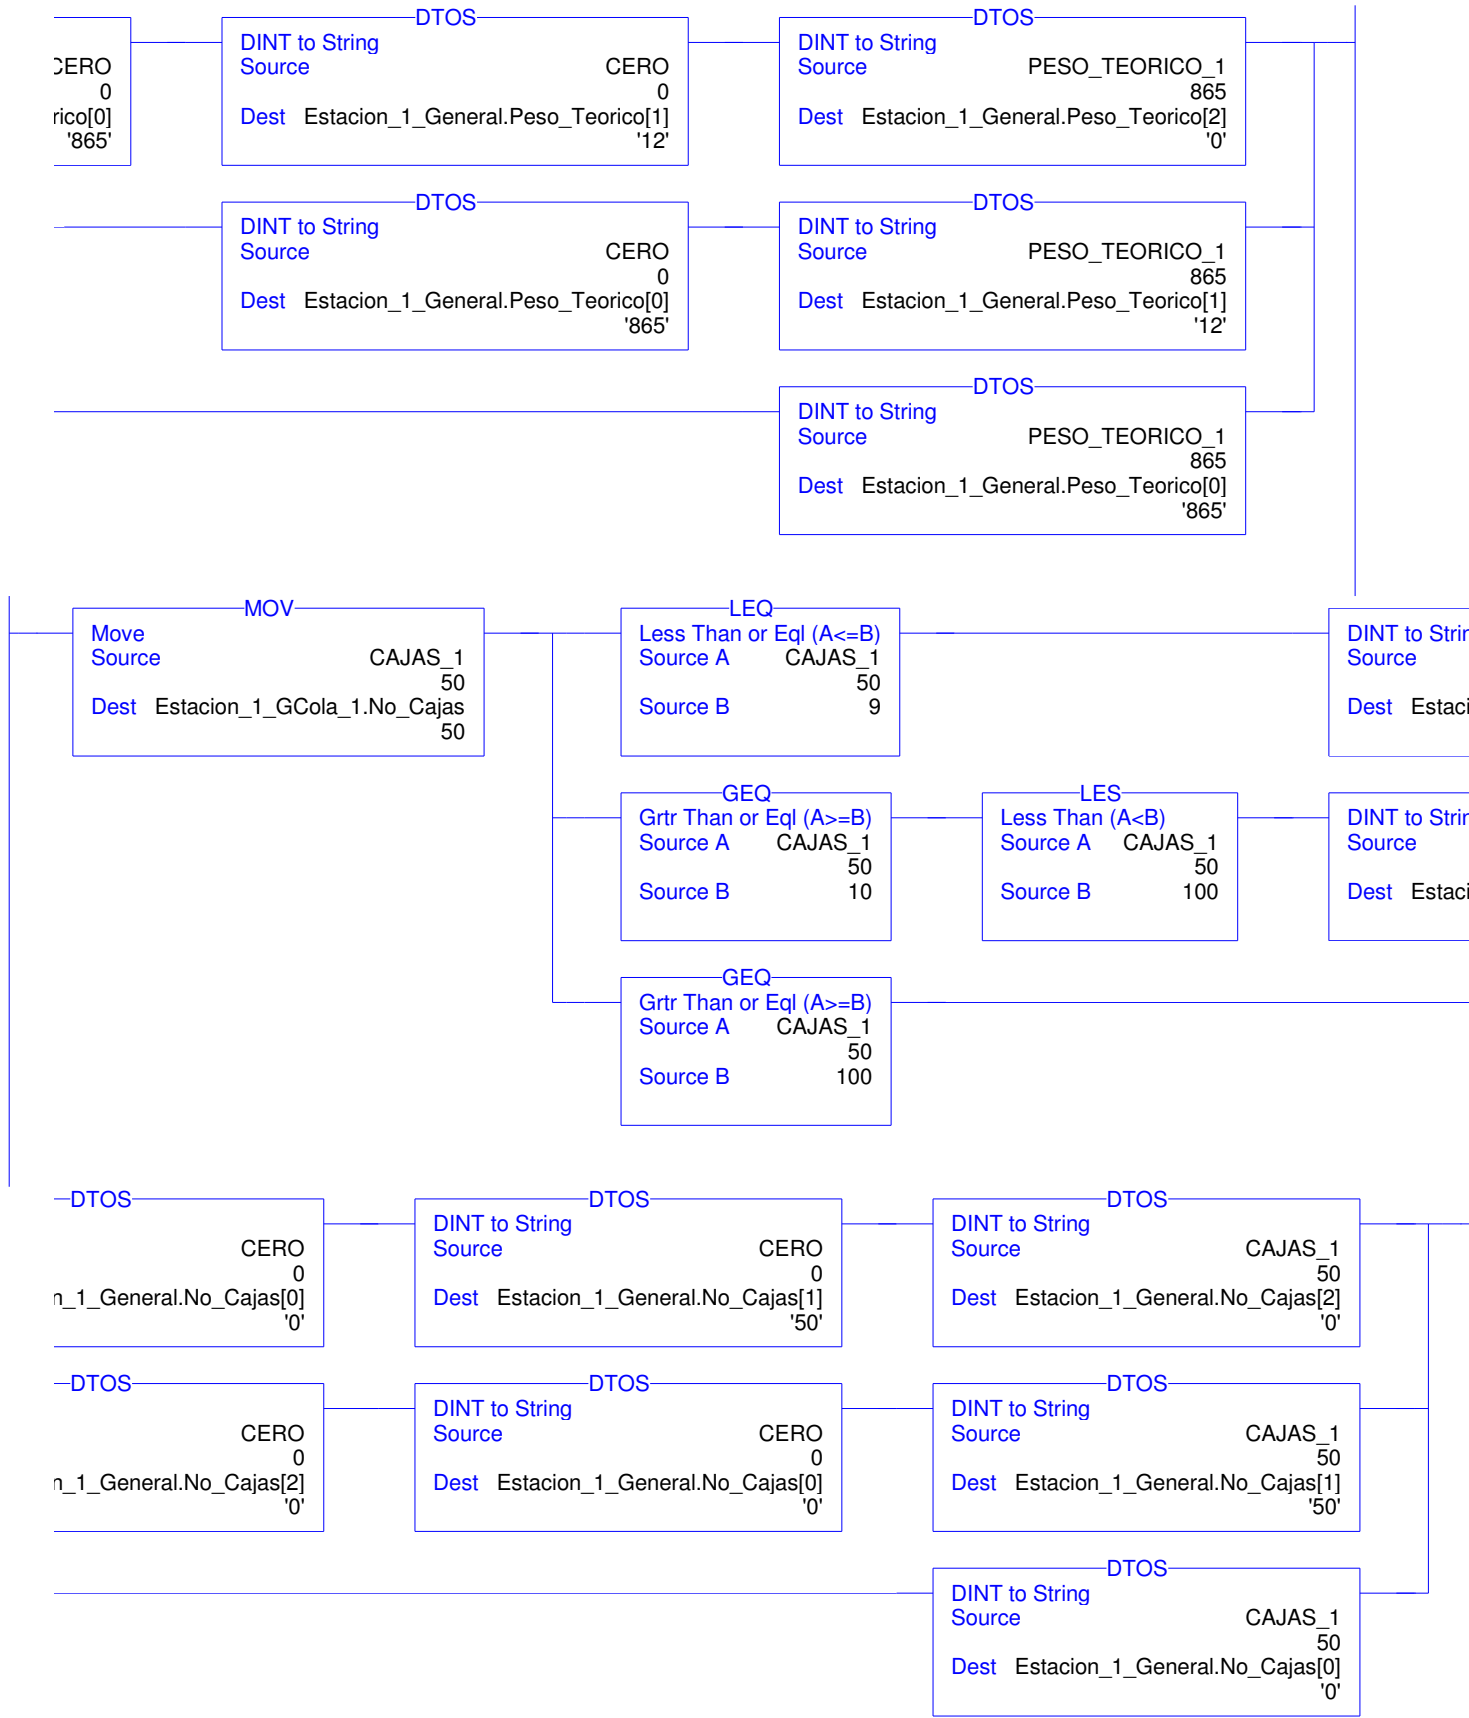 DTOS DTOS
DINT to String DINT to String
CERO Source CERO Source PESO_TEORICO_1
0 0 865
rico[0] Dest Estacion_1_General.Peso_Teorico[1] Dest Estacion_1_General.Peso_Teorico[2]
'865' '12' '0'
DTOS DTOS
DINT to String DINT to String
Source CERO Source PESO_TEORICO_1
0 865
Dest Estacion_1_General.Peso_Teorico[0] Dest Estacion_1_General.Peso_Teorico[1]
'865' '12'
DTOS
DINT to String
Source PESO_TEORICO_1
865
Dest Estacion_1_General.Peso_Teorico[0]
'865'
MOV LEQ
Move Less Than or Eql (A<=B) DINT to Strin
Source CAJAS_1 Source A CAJAS_1 Source
50 50
Dest Estacion_1_GCola_1.No_Cajas Source B 9 Dest Estaci
50
GEQ LES
Grtr Than or Eql (A>=B) Less Than (A<B) DINT to Strin
Source A CAJAS_1 Source A CAJAS_1 Source
50 50
Source B 10 Source B 100 Dest Estaci
GEQ
Grtr Than or Eql (A>=B)
Source A CAJAS_1
50
Source B 100
DTOS DTOS DTOS
DINT to String DINT to String
CERO Source CERO Source CAJAS_1
0 0 50
n_1_General.No_Cajas[0] Dest Estacion_1_General.No_Cajas[1] Dest Estacion_1_General.No_Cajas[2]
'0' '50' '0'
DTOS DTOS DTOS
DINT to String DINT to String
CERO Source CERO Source CAJAS_1
0 0 50
n_1_General.No_Cajas[2] Dest Estacion_1_General.No_Cajas[0] Dest Estacion_1_General.No_Cajas[1]
'0' '0' '50'
DTOS
DINT to String
Source CAJAS_1
50
Dest Estacion_1_General.No_Cajas[0]
'0'